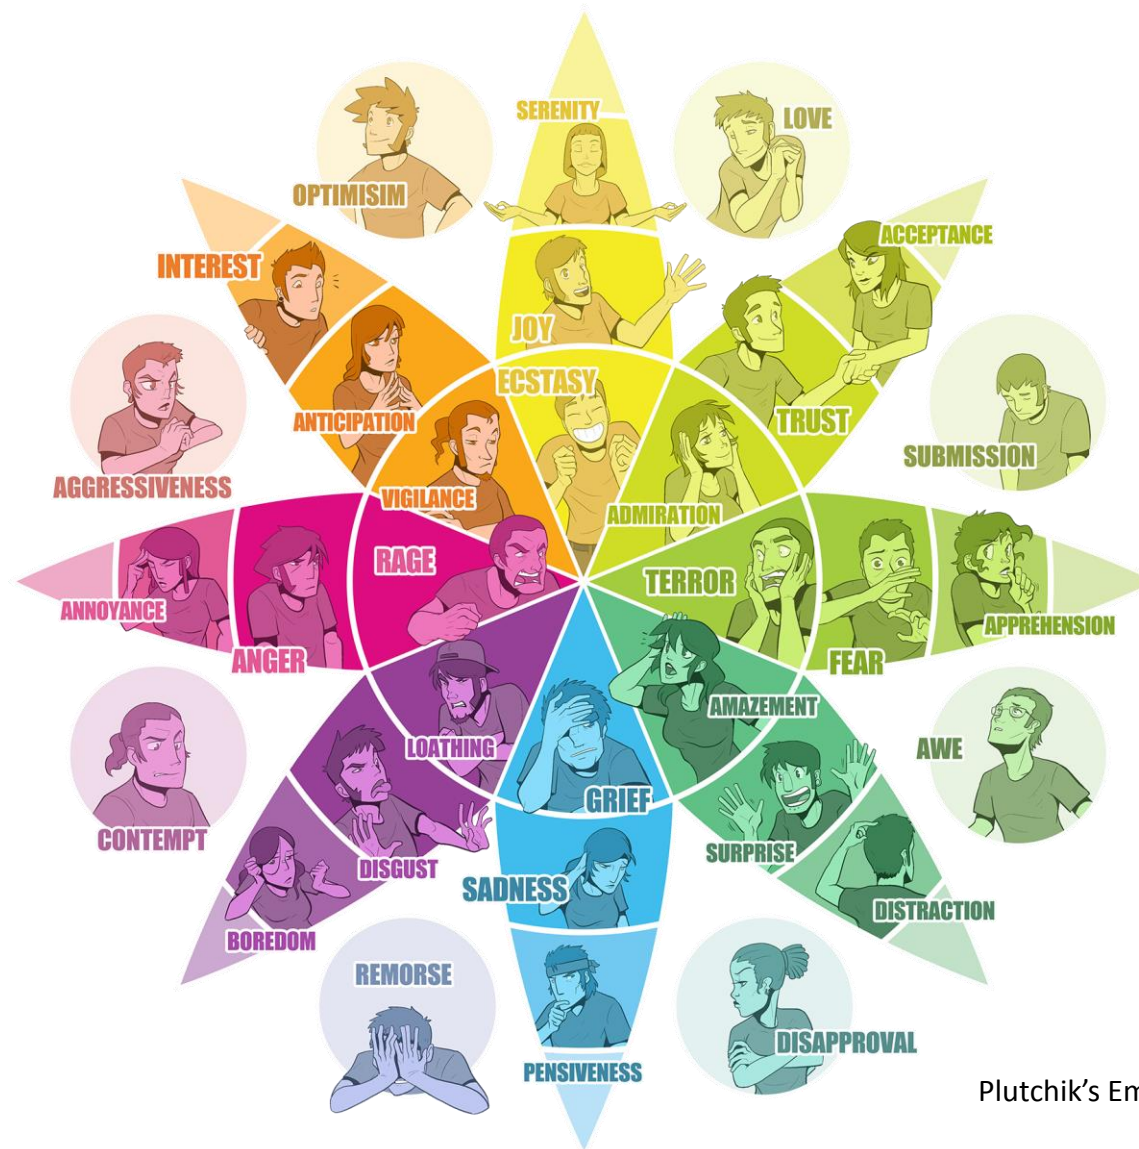 SERENITY
LOVE
OPTIMISIM
ACCEPTANCE
INTEREST
JOY
ECSTASY
ANTICIPATION
TRUST
SUBMISSION
AGGRESSIVENESS
VIGILANCE
ADMIRATION
RAGE
TERROR
ANNOYANCE
APPREHENSION
ANGER
FEAR
AMAZEMENT
LOATHING
AWE
GRIEF
CONTEMPT
SURPRISE
DISGUST
SADNESS
DISTRACTION
BOREDOM
REMORSE
DISAPPROVAL
PENSIVENESS
Plutchik’s Em